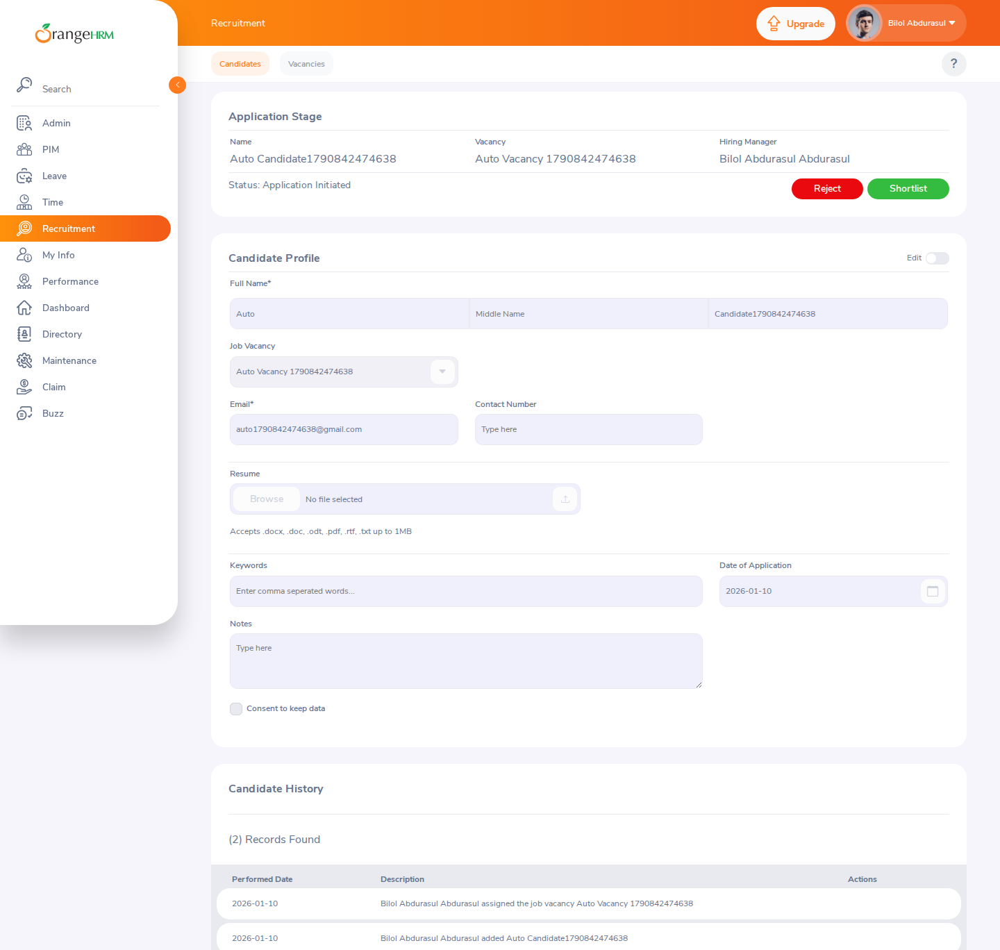 OrangeHRM
Recruitment
Upgrade
Bilol Abdurasul
Candidates
Vacancies
?
Search
Admin
PIM
Leave
Time
Recruitment
My Info
Performance
Dashboard
Directory
Maintenance
Claim
Buzz
Application Stage
Name
Vacancy
Hiring Manager
Auto Candidate1790842474638
Auto Vacancy 1790842474638
Bilol Abdurasul Abdurasul
Status: Application Initiated
Reject
Shortlist
Candidate Profile
Edit
Full Name*
Auto
Middle Name
Candidate1790842474638
Job Vacancy
Auto Vacancy 1790842474638
Email*
Contact Number
auto1790842474638@gmail.com
Type here
Resume
Browse
No file selected
Accepts .docx, .doc, .odt, .pdf, .rtf, .txt up to 1MB
Keywords
Date of Application
Enter comma seperated words...
2026-01-10
Notes
Type here
Consent to keep data
Candidate History
(2) Records Found
Performed Date
Description
Actions
2026-01-10
Bilol Abdurasul Abdurasul assigned the job vacancy Auto Vacancy 1790842474638
2026-01-10
Bilol Abdurasul Abdurasul added Auto Candidate1790842474638